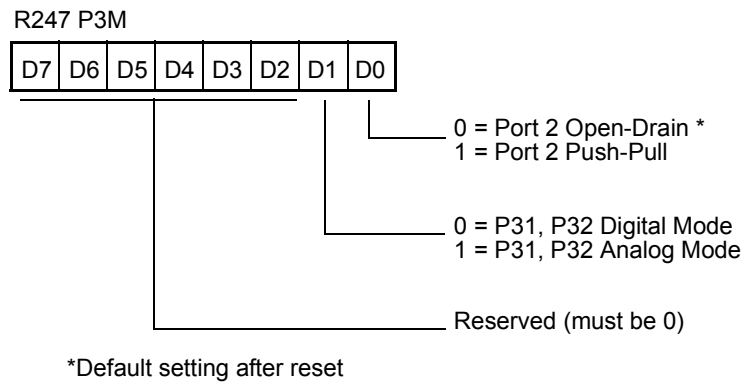 R247 P3M
D7 D6 D5 D4 D3 D2 D1 D0
0 = Port 2 Open-Drain *
1 = Port 2 Push-Pull
0 = P31, P32 Digital Mode
1 = P31, P32 Analog Mode
Reserved (must be 0)
*Default setting after reset